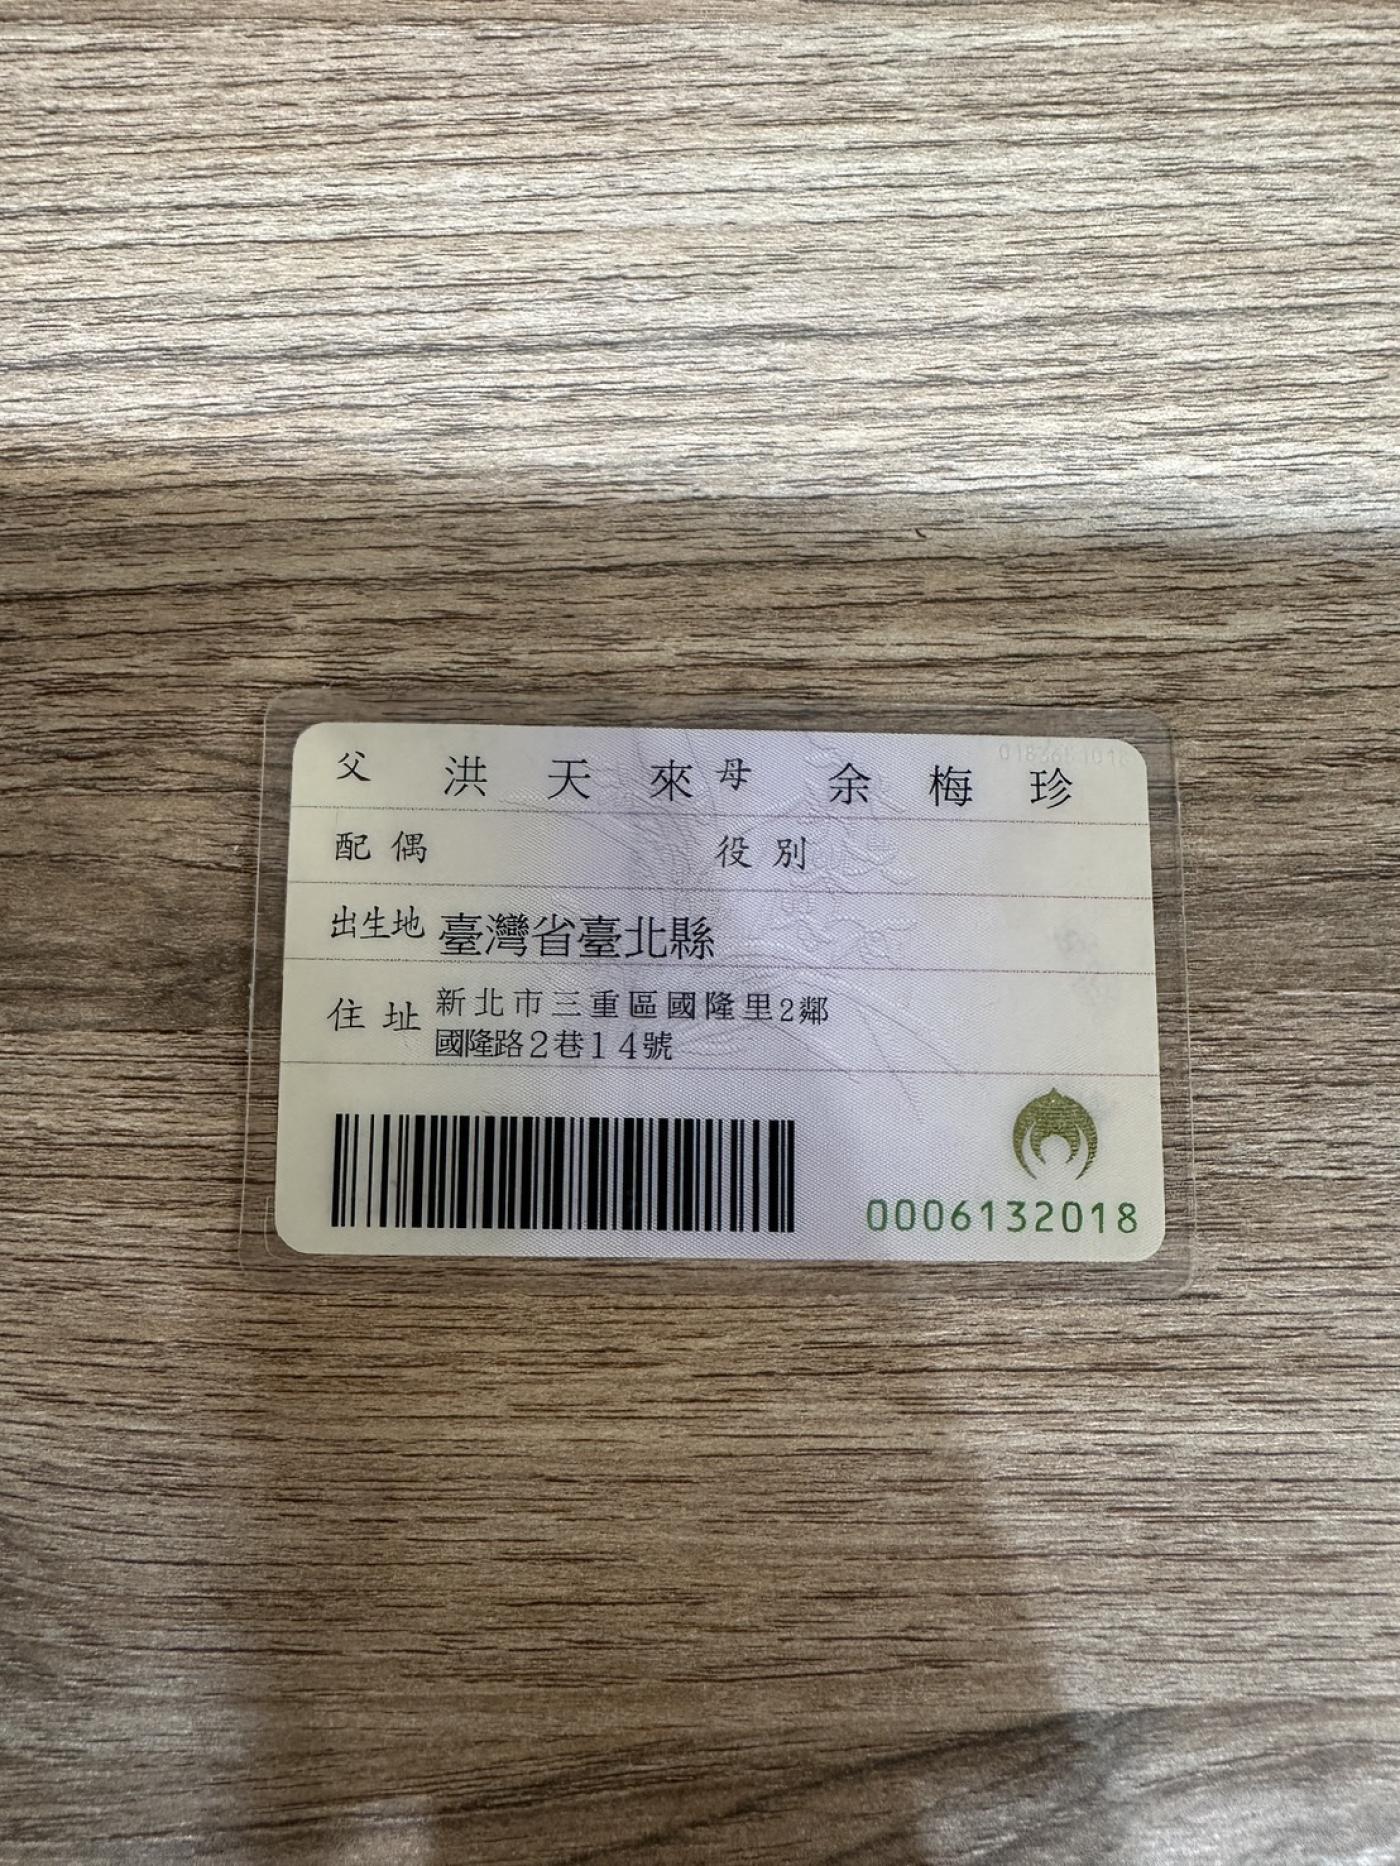 父 洪天來 母 余梅珍
配偶 役別
出生地 臺灣省臺北縣
住址 新北市三重區國隆里2鄰
國隆路2巷14號
0006132018